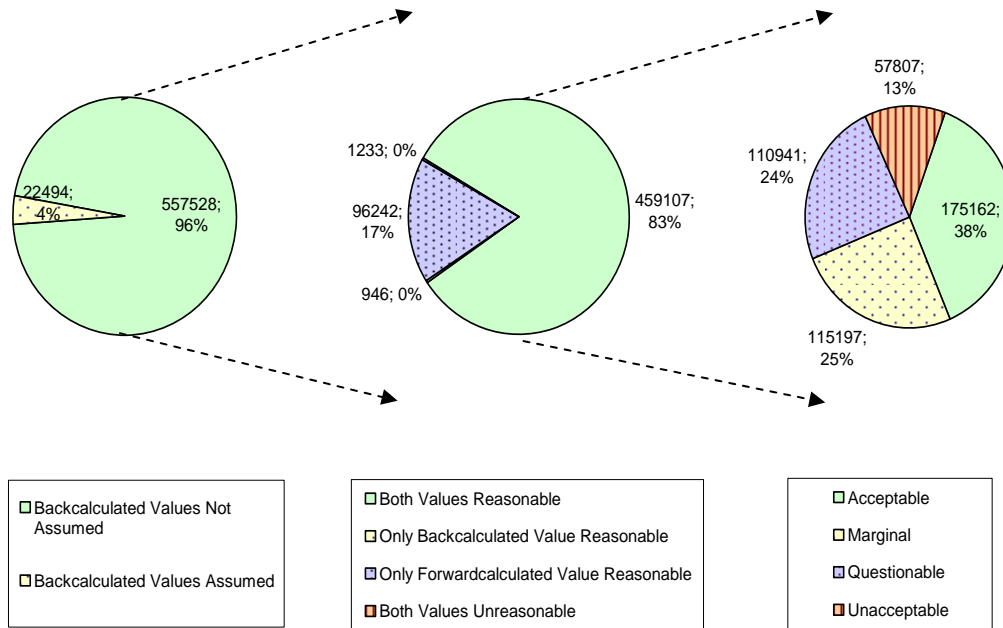 22494;
4%
557528;
96%
1233; 0%
96242;
17%
946; 0%
459107;
83%
57807;
13%
110941;
24%
175162;
38%
115197;
25%
Backcalculated Values Not
Assumed
Backcalculated Values Assumed
Both Values Reasonable
Only Backcalculated Value Reasonable
Only Forwardcalculated Value Reasonable
Both Values Unreasonable
Acceptable
Marginal
Questionable
Unacceptable